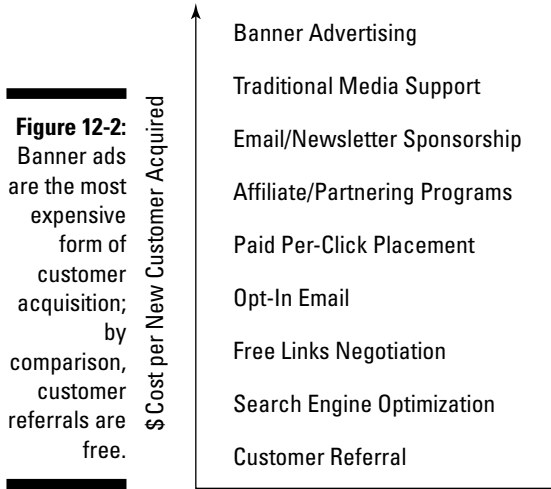 Figure 12-2:
Banner ads
are the most
expensive
form of
customer
acquisition;
by
comparison,
customer
referrals are
free.
$ Cost per New Customer Acquired
Banner Advertising
Traditional Media Support
Email/Newsletter Sponsorship
Affiliate/Partnering Programs
Paid Per-Click Placement
Opt-In Email
Free Links Negotiation
Search Engine Optimization
Customer Referral